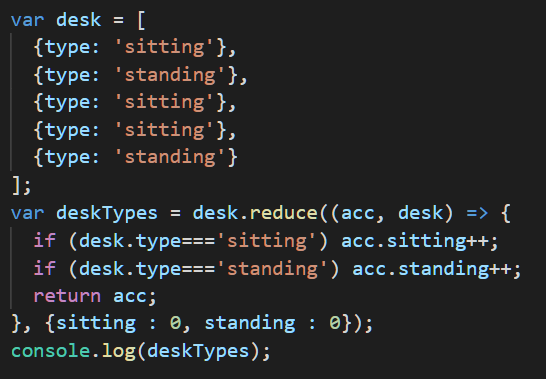 var desk = [
  {type: 'sitting'},
  {type: 'standing'},
  {type: 'sitting'},
  {type: 'sitting'},
  {type: 'standing'}
];
var deskTypes = desk.reduce((acc, desk) => {
  if (desk.type==='sitting') acc.sitting++;
  if (desk.type==='standing') acc.standing++;
  return acc;
}, {sitting : 0, standing : 0});
console.log(deskTypes);